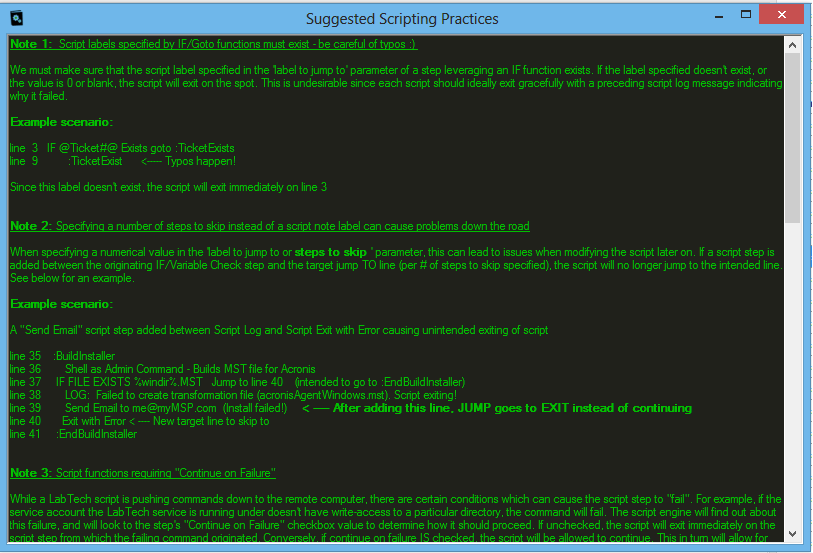 Suggested Scripting Practices
Note 1: Script labels specified by IF/Goto functions must exist - be careful of typos :)
We must make sure that the script label specified in the 'label to jump to' parameter of a step leveraging an IF function exists. If the label specified doesn't exist, or
the value is 0 or blank, the script will exit on the spot. This is undesirable since each script should ideally exit gracefully with a preceding script log message indicating
why it failed.
Example scenario:
line 3 IF @Ticket#@ Exists goto :TicketExists
line 9 :TicketExist <---- Typos happen!
Since this label doesn't exist, the script will exit immediately on line 3
Note 2: Specifying a number of steps to skip instead of a script note label can cause problems down the road
When specifying a numerical value in the 'label to jump to or steps to skip ' parameter, this can lead to issues when modifying the script later on. If a script step is
added between the originating IF/Variable Check step and the target jump TO line (per # of steps to skip specified), the script will no longer jump to the intended line.
See below for an example.
Example scenario:
A "Send Email" script step added between Script Log and Script Exit with Error causing unintended exiting of script
line 35 :BuildInstaller
line 36 Shell as Admin Command - Builds MST file for Acronis
line 37 IF FILE EXISTS %windir%.MST Jump to line 40 (intended to go to :EndBuildInstaller)
line 38 LOG: Failed to create transformation file (acronisAgentWindows.mst). Script exiting!
line 39 Send Email to me@myMSP.com (Install failed!) < ---- After adding this line, JUMP goes to EXIT instead of continuing
line 40 Exit with Error < --- New target line to skip to
line 41 :EndBuildInstaller
Note 3: Script functions requiring "Continue on Failure"
While a LabTech script is pushing commands down to the remote computer, there are certain conditions which can cause the script step to "fail". For example, if the
service account the LabTech service is running under doesn't have write-access to a particular directory, the command will fail. The script engine will find out about
this failure, and will look to the step's "Continue on Failure" checkbox value to determine how it should proceed. If unchecked, the script will exit immediately on the
script step from which the failing command originated. Conversely, if continue on failure IS checked, the script will be allowed to continue. This in turn will allow for